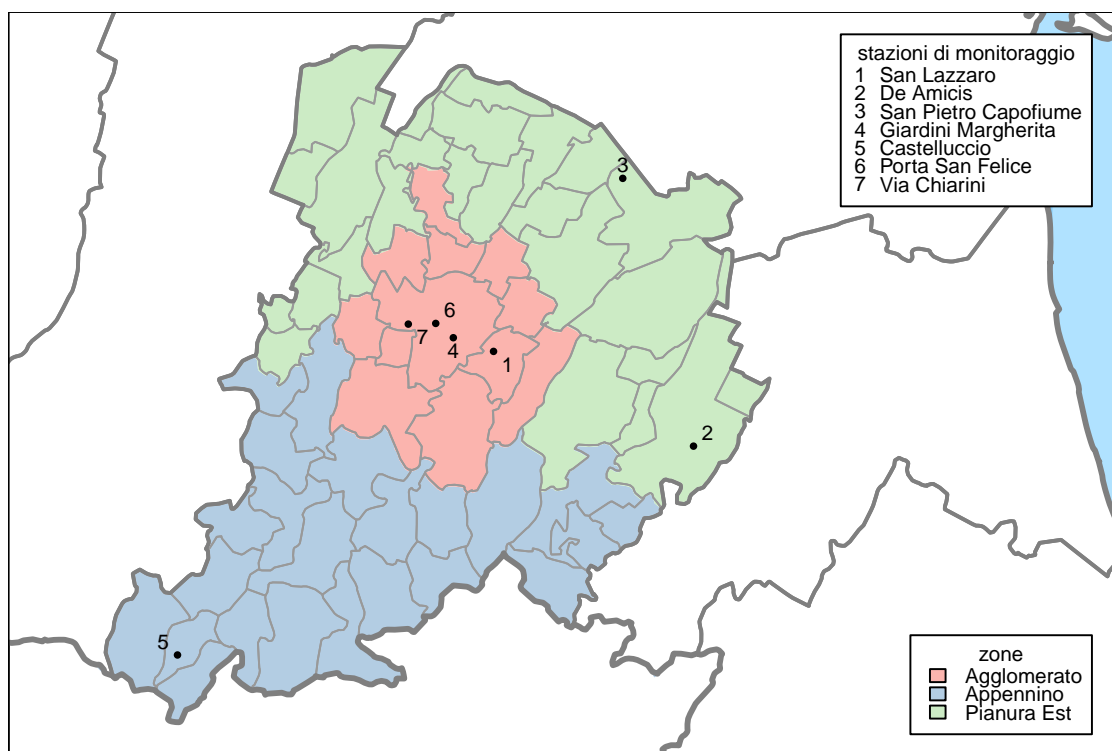 stazioni di monitoraggio
1 San Lazzaro
2 De Amicis
3 San Pietro Capofiume
4 Giardini Margherita
5 Castelluccio
6 Porta San Felice
7 Via Chiarini
3
6
7
4
1
2
5
zone
Agglomerato
Appennino
Pianura Est